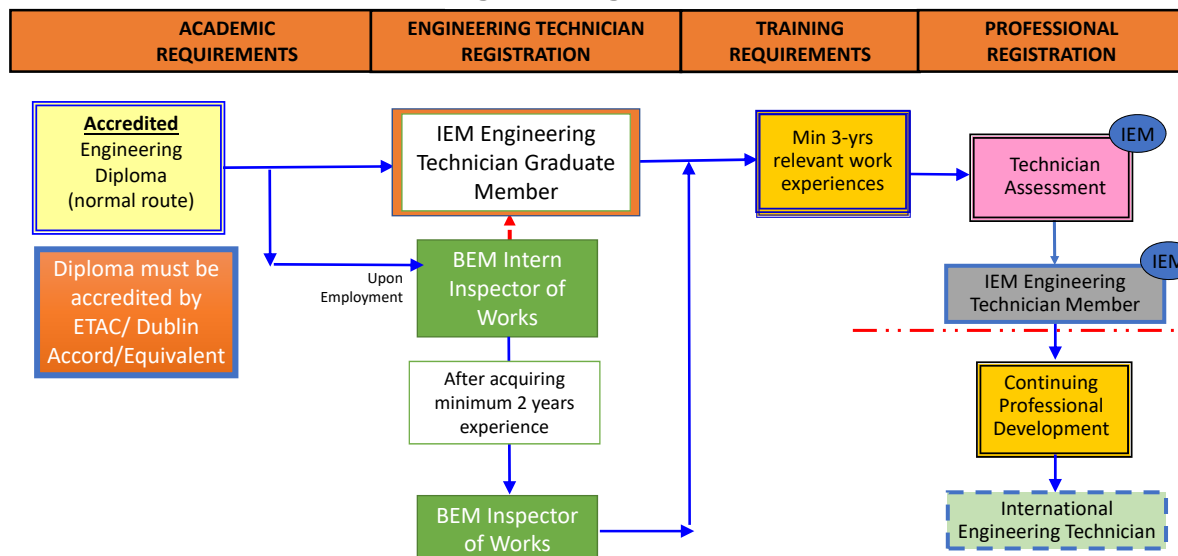 ACADEMIC
REQUIREMENTS
ENGINEERING TECHNICIAN
REGISTRATION
TRAINING
REQUIREMENTS
PROFESSIONAL
REGISTRATION
Accredited
Engineering
Diploma
(normal route)
IEM Engineering
Technician Graduate
Member
Min 3-yrs
relevant work
experiences
IEM
Technician
Assessment
Diploma must be
accredited by
ETAC/ Dublin
Accord/Equivalent
Upon
Employment
BEM Intern
Inspector of
Works
IEM
IEM Engineering
Technician Member
After acquiring
minimum 2 years
experience
Continuing
Professional
Development
BEM Inspector
of Works
International
Engineering Technician